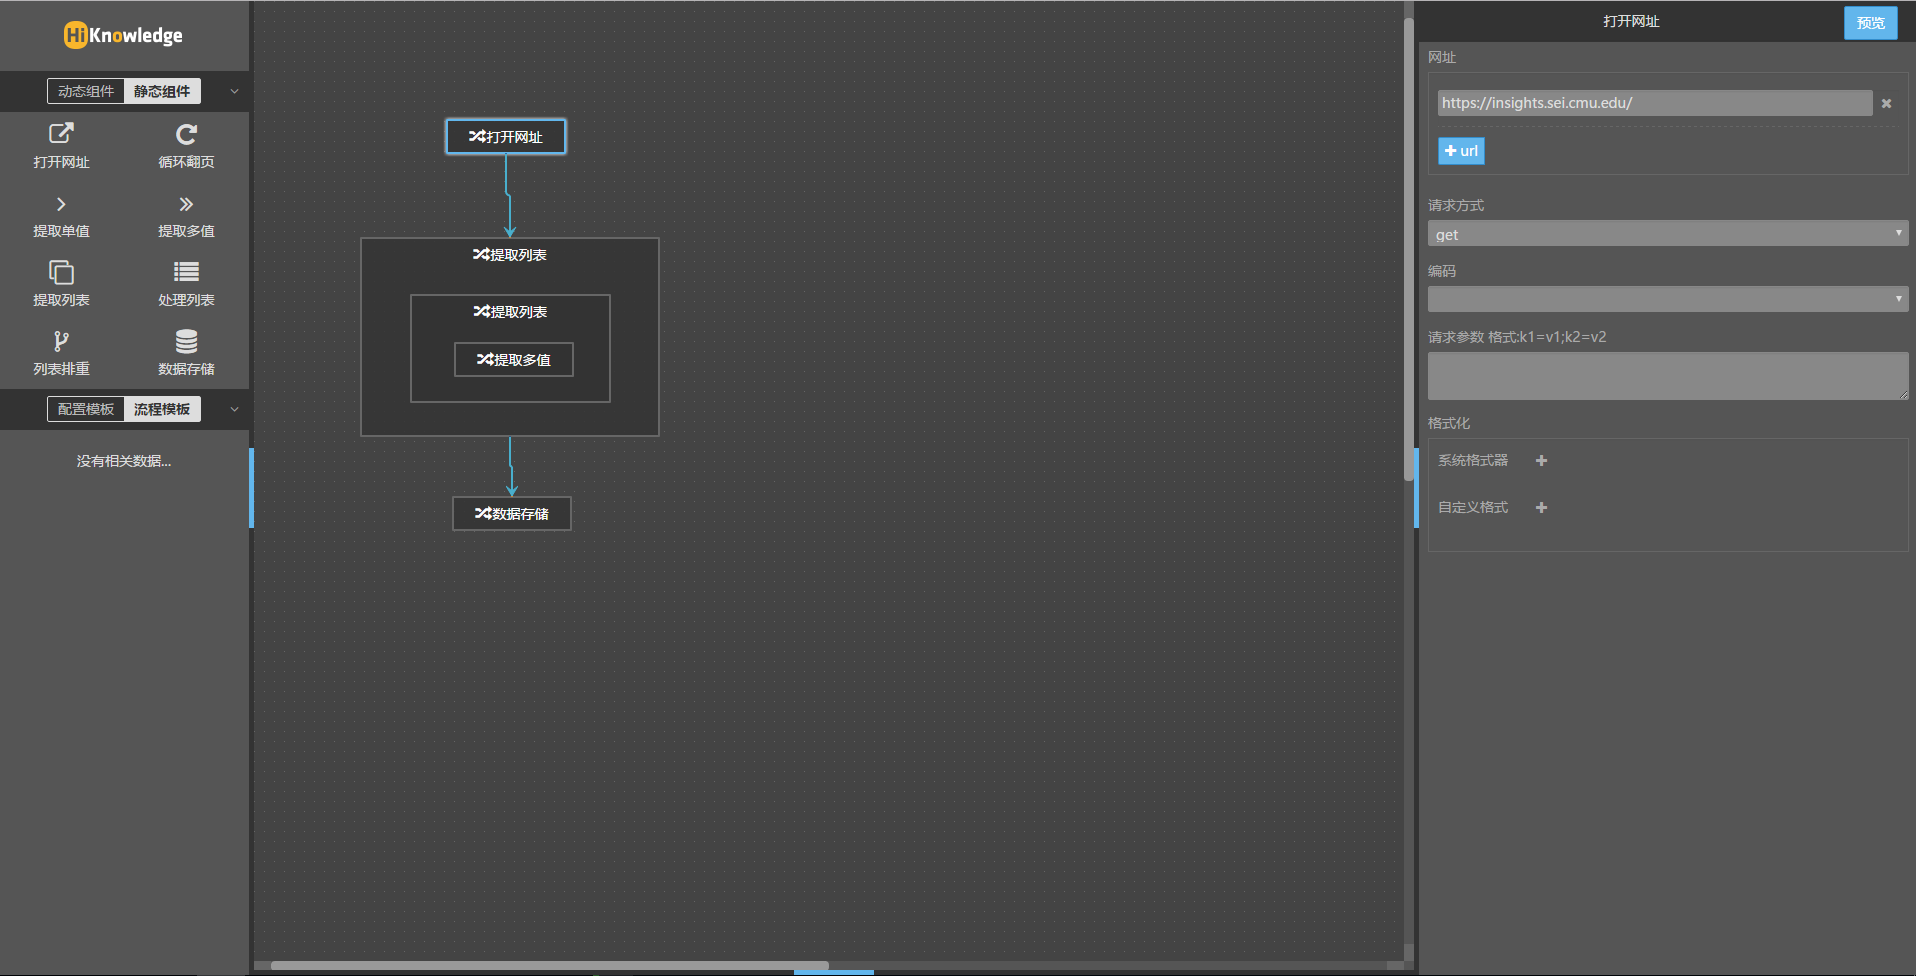 HiKnowledge
动态组件 静态组件
打开网址 循环翻页
提取单值 提取多值
提取列表 处理列表
列表排重 数据存储
配置模板 流程模板
没有相关数据...
打开网址
提取列表
提取列表
提取多值
数据存储
打开网址 预览
网址
https://insights.sei.cmu.edu/
url
请求方式
get
编码
请求参数 格式:k1=v1;k2=v2
格式化
系统格式器
自定义格式